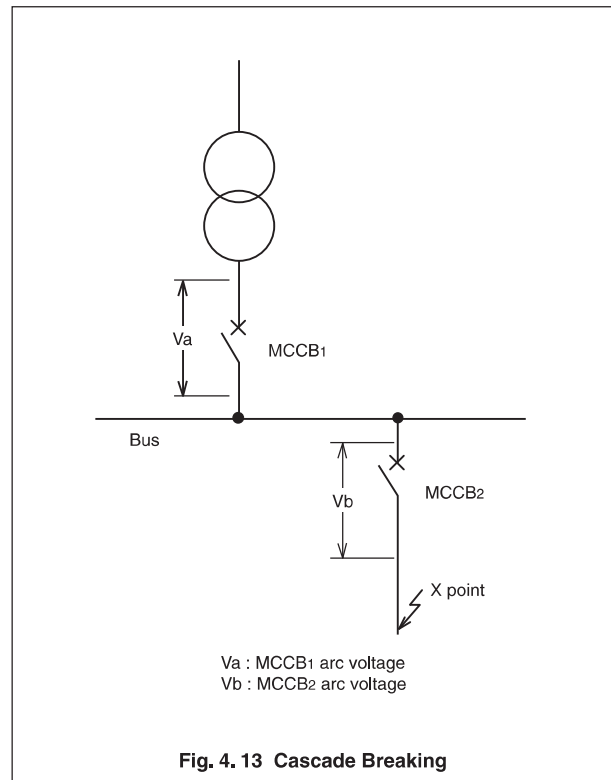 Va
MCCB1
Bus
Vb
MCCB2
X point
Va : MCCB1 arc voltage
Vb : MCCB2 arc voltage
Fig. 4. 13 Cascade Breaking